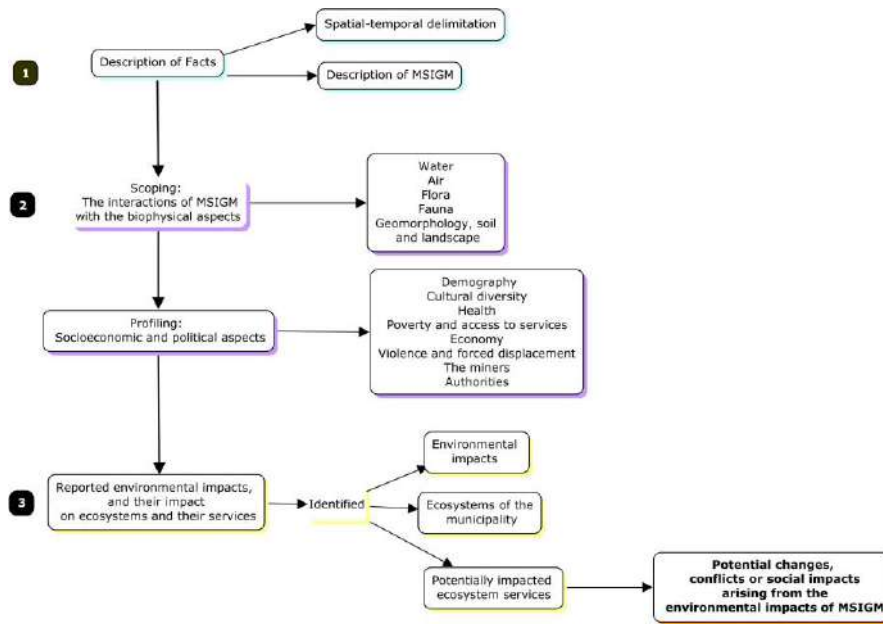 Spatial-temporal delimitation
1
Description of Facts
Description of MSIGM
2
Scoping:
The interactions of MSIGM
with the biophysical aspects
Water
Air
Flora
Fauna
Geomorphology, soil
and landscape
Profiling:
Socioeconomic and political aspects
Demography
Cultural diversity
Health
Poverty and access to services
Economy
Violence and forced displacement
The miners
Authorities
3
Reported environmental impacts,
and their impact
on ecosystems and their services
Identified
Environmental
impacts
Ecosystems of the
municipality
Potentially impacted
ecosystem services
Potential changes,
conflicts or social impacts
arising from the
environmental impacts of MSIGM